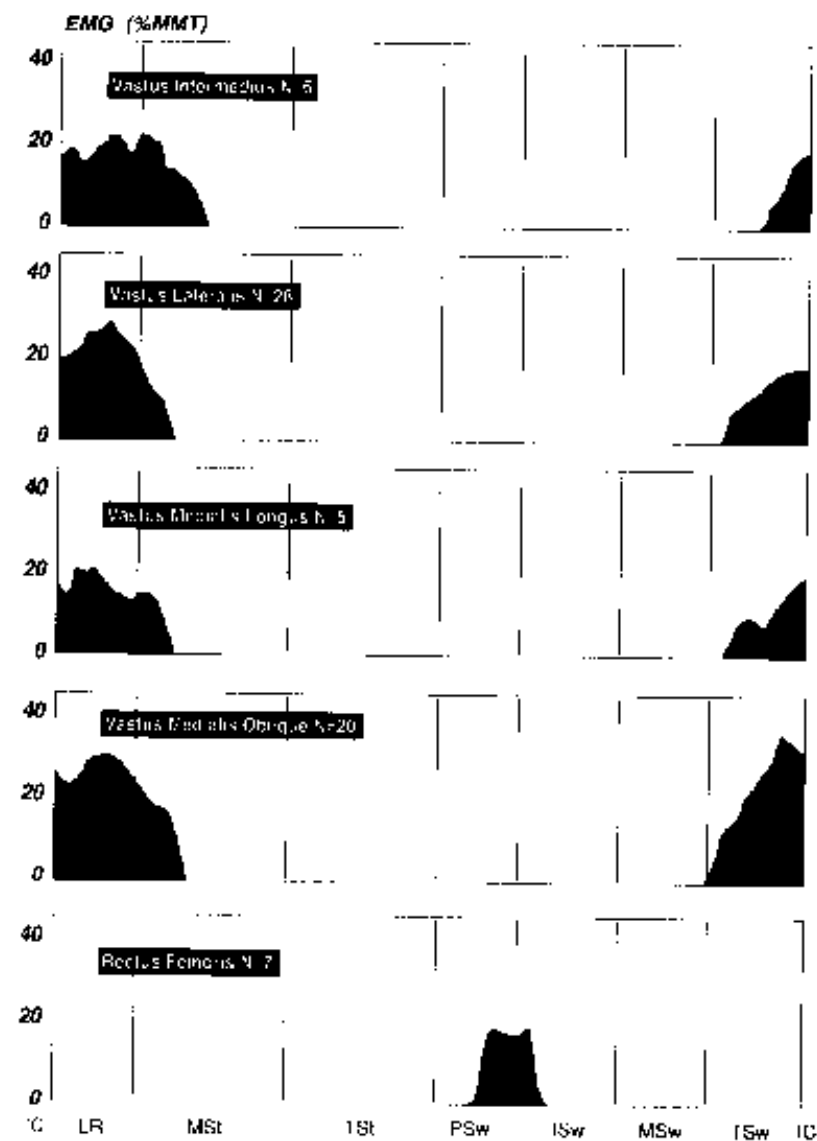 EMG (%MMT)
40
Vastus Intermedius N=6
20
0
40
Vastus Lateralis N=26
20
0
40
Vastus Medialis Longus N=5
20
0
40
Vastus Medialis Oblique N=20
20
0
40
Rectus Femoris N=7
20
0
IC LR MSt TSt PSw ISw MSw TSw IC